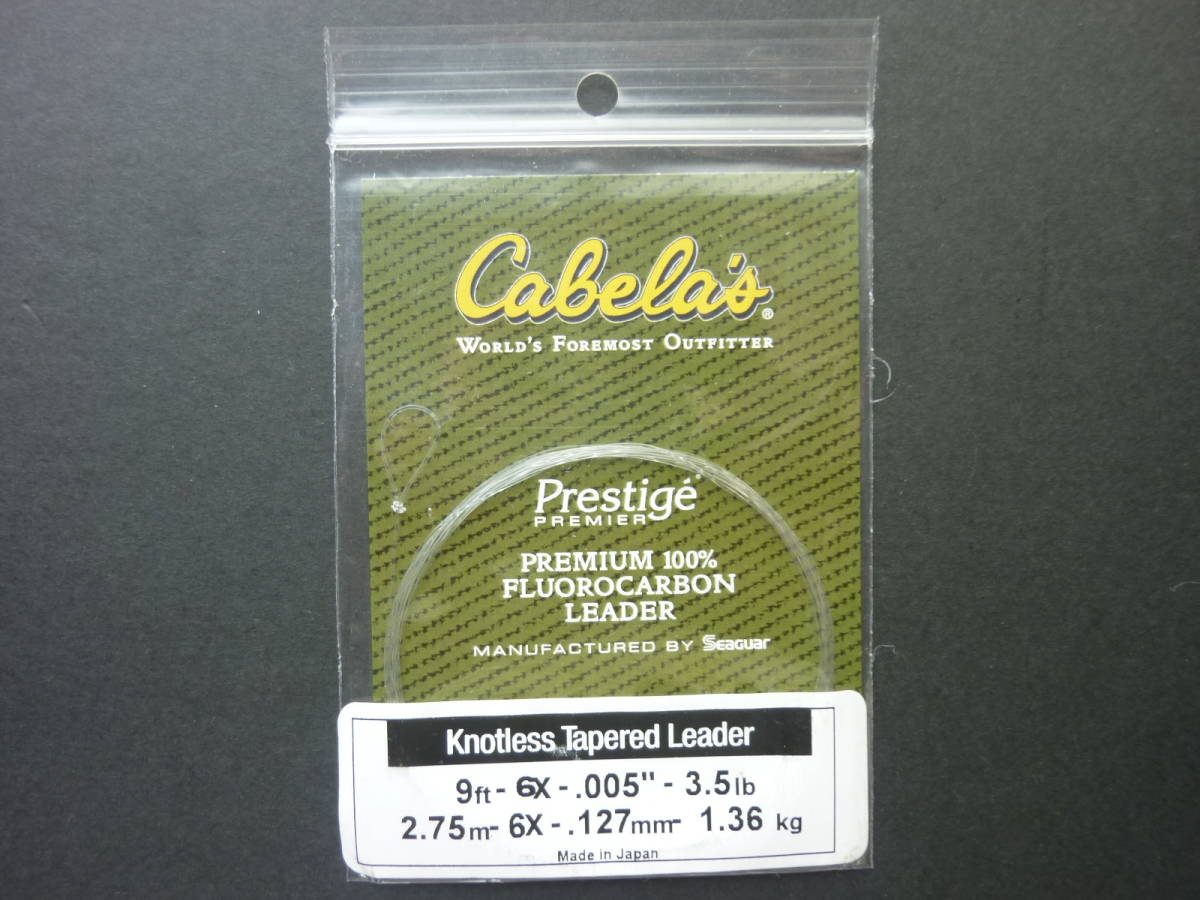 Cabela's®
WORLD'S FOREMOST OUTFITTER
Prestigé
PREMIER
PREMIUM 100%
FLUOROCARBON
LEADER
MANUFACTURED BY Seaguar
Knotless Tapered Leader
9ft - 6X - .005" - 3.5lb
2.75m - 6X - .127mm - 1.36 kg
Made in Japan